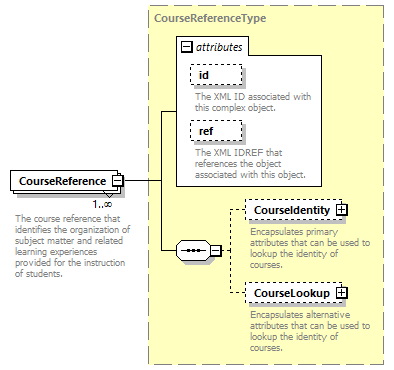 CourseReferenceType
attributes
id
The XML ID associated with
this complex object.
ref
The XML IDREF that
references the object
associated with this object.
CourseReference
1..∞
The course reference that
identifies the organization of
subject matter and related
learning experiences
provided for the instruction
of students.
CourseIdentity
Encapsulates primary
attributes that can be used to
lookup the identity of
courses.
CourseLookup
Encapsulates alternative
attributes that can be used to
lookup the identity of
courses.